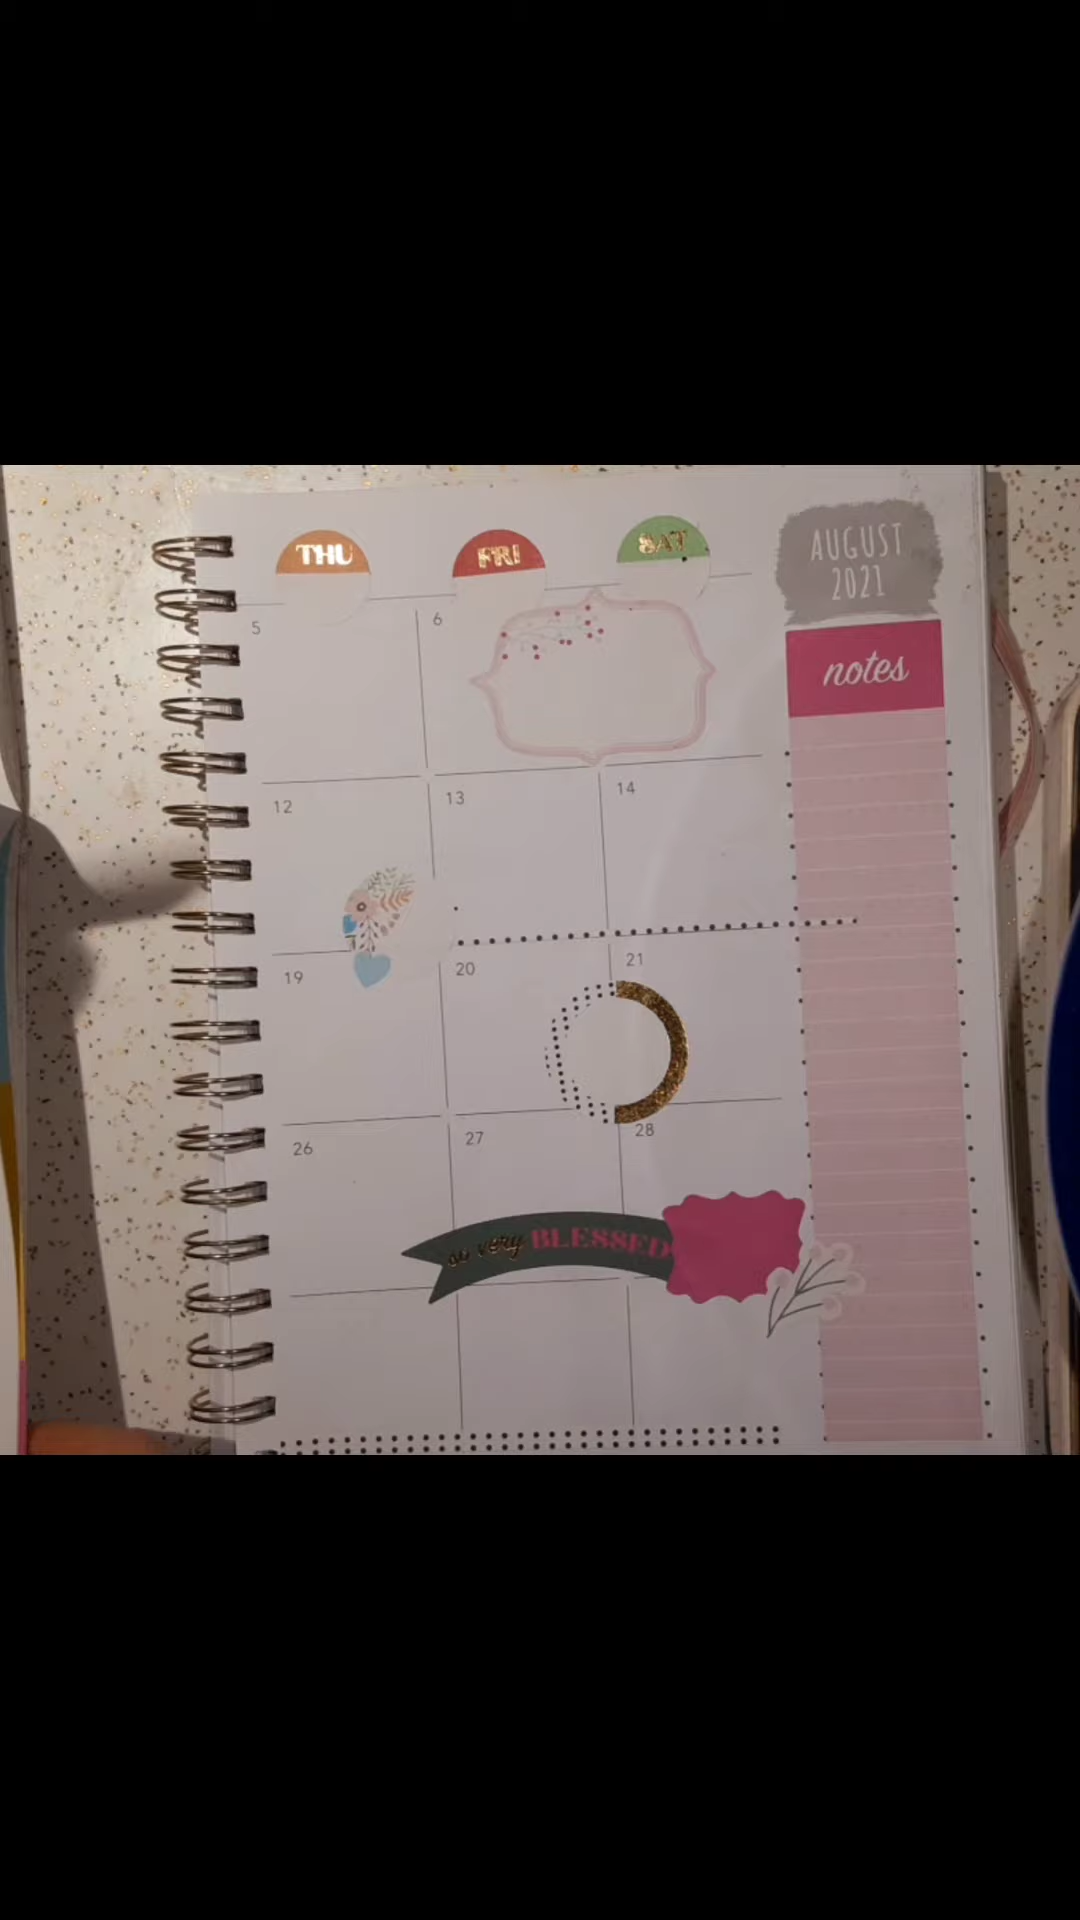 THU FRI SAT
AUGUST
2021
notes
5 6
12 13 14
19 20 21
26 27 28
so very BLESSED